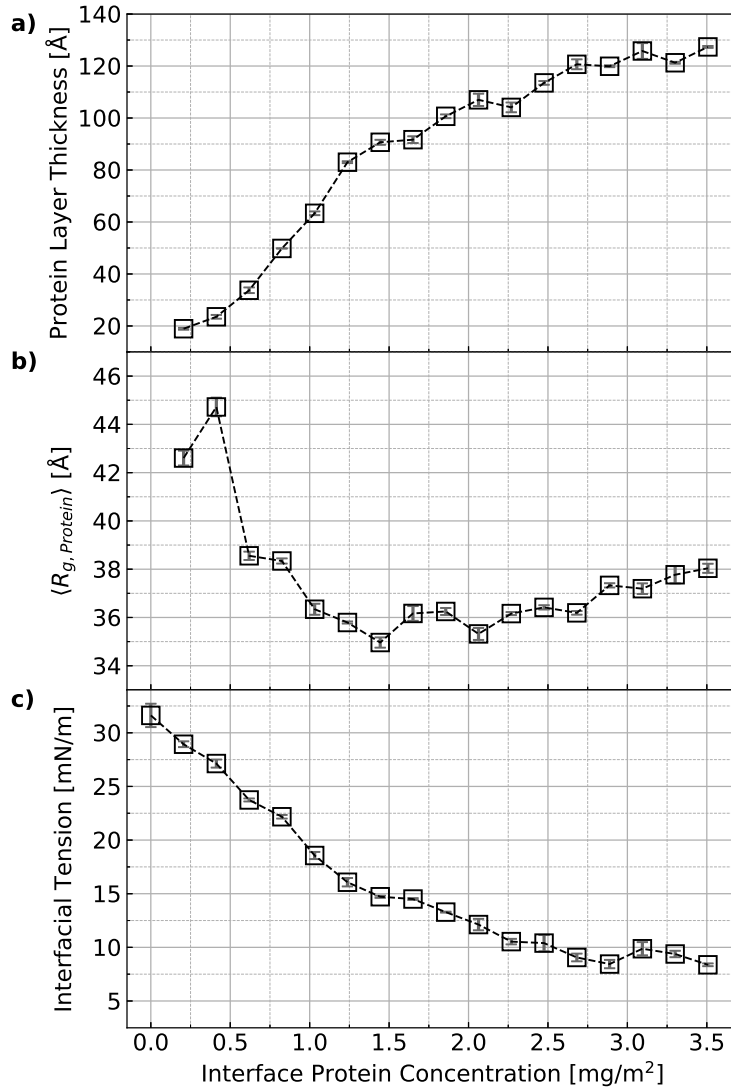 a)
Protein Layer Thickness [Å]
140
120
100
80
60
40
20
b)
⟨R_{g,Protein}⟩ [Å]
46
44
42
40
38
36
34
c)
Interfacial Tension [mN/m]
30
25
20
15
10
5
0.0 0.5 1.0 1.5 2.0 2.5 3.0 3.5
Interface Protein Concentration [mg/m²]